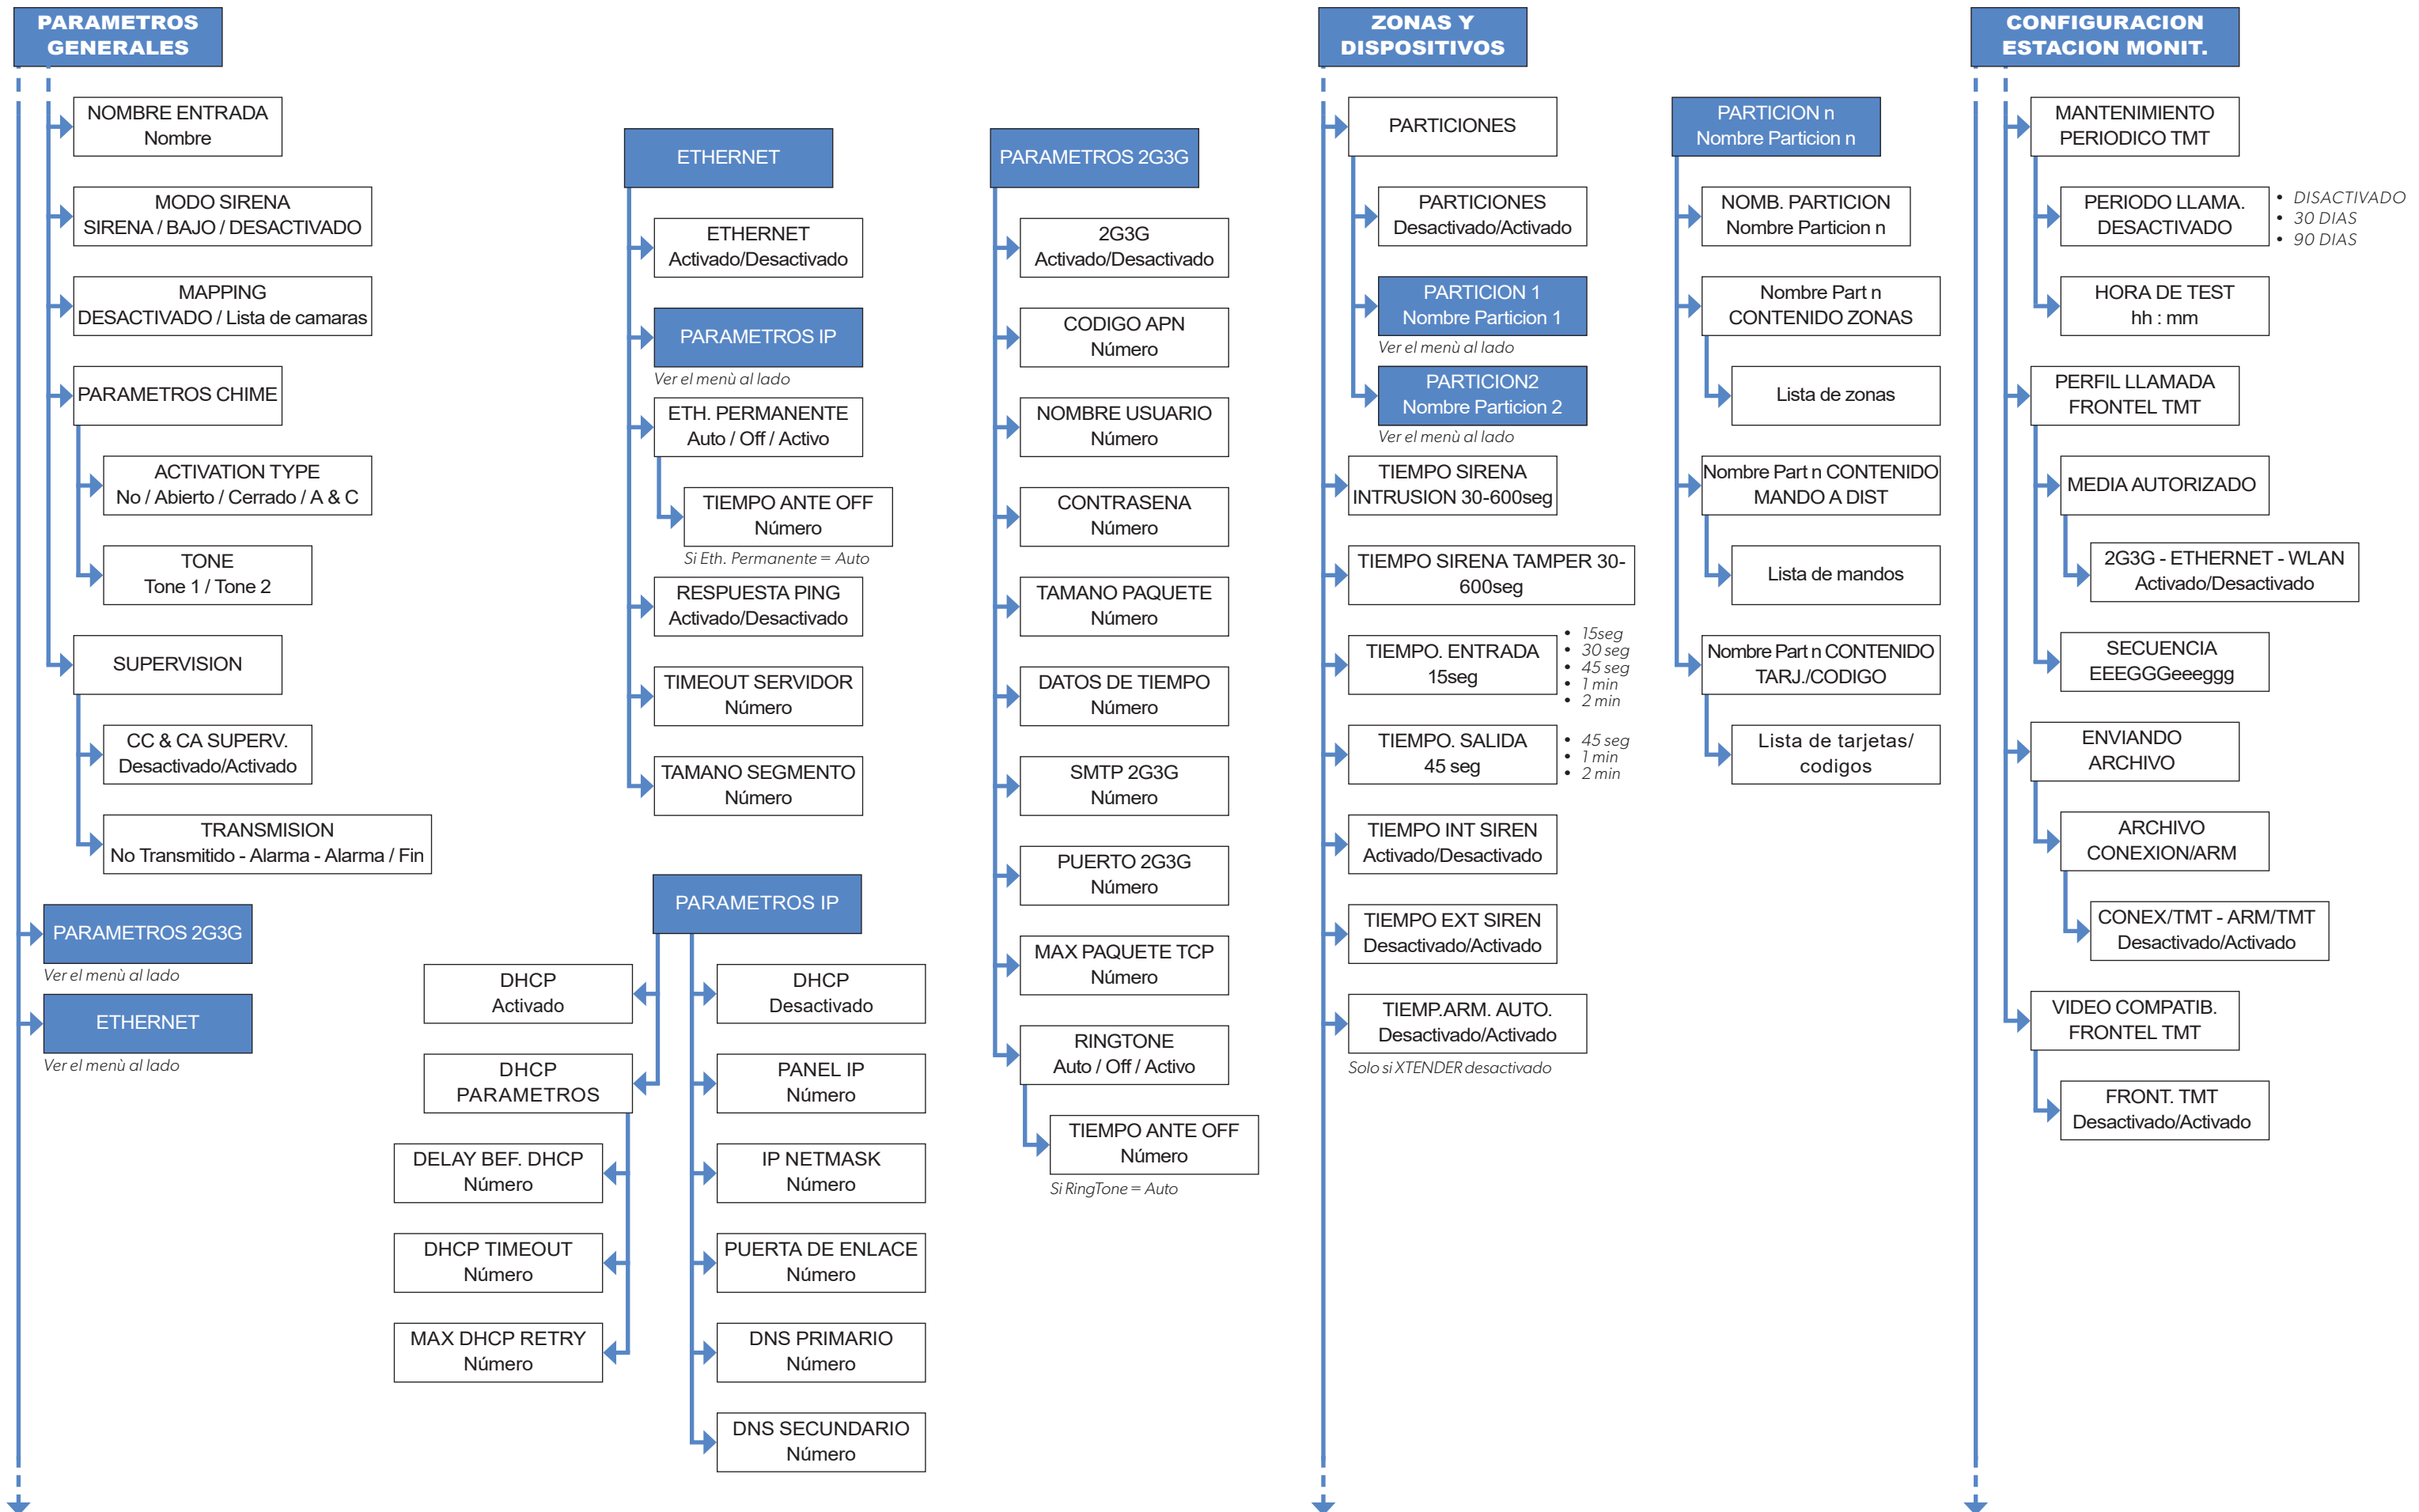 PARAMETROS
GENERALES
NOMBRE ENTRADA
Nombre
MODO SIRENA
SIRENA / BAJO / DESACTIVADO
MAPPING
DESACTIVADO / Lista de camaras
PARAMETROS CHIME
ACTIVATION TYPE
No / Abierto / Cerrado / A & C
TONE
Tone 1 / Tone 2
SUPERVISION
CC & CA SUPERV.
Desactivado/Activado
TRANSMISION
No Transmitido - Alarma - Alarma / Fin
PARAMETROS 2G3G
Ver el menù al lado
ETHERNET
Ver el menù al lado
ETHERNET
ETHERNET
Activado/Desactivado
PARAMETROS IP
Ver el menù al lado
ETH. PERMANENTE
Auto / Off / Activo
TIEMPO ANTE OFF
Número
Si Eth. Permanente = Auto
RESPUESTA PING
Activado/Desactivado
TIMEOUT SERVIDOR
Número
TAMANO SEGMENTO
Número
PARAMETROS IP
DHCP
Activado
DHCP
PARAMETROS
DELAY BEF. DHCP
Número
DHCP TIMEOUT
Número
MAX DHCP RETRY
Número
DHCP
Desactivado
PANEL IP
Número
IP NETMASK
Número
PUERTA DE ENLACE
Número
DNS PRIMARIO
Número
DNS SECUNDARIO
Número
PARAMETROS 2G3G
2G3G
Activado/Desactivado
CODIGO APN
Número
NOMBRE USUARIO
Número
CONTRASENA
Número
TAMANO PAQUETE
Número
DATOS DE TIEMPO
Número
SMTP 2G3G
Número
PUERTO 2G3G
Número
MAX PAQUETE TCP
Número
RINGTONE
Auto / Off / Activo
TIEMPO ANTE OFF
Número
Si RingTone = Auto
ZONAS Y
DISPOSITIVOS
PARTICIONES
PARTICIONES
Desactivado/Activado
PARTICION 1
Nombre Particion 1
Ver el menù al lado
PARTICION2
Nombre Particion 2
Ver el menù al lado
TIEMPO SIRENA
INTRUSION 30-600seg
TIEMPO SIRENA TAMPER 30-
600seg
TIEMPO. ENTRADA
15seg
• 15seg
• 30 seg
• 45 seg
• 1 min
• 2 min
TIEMPO. SALIDA
45 seg
• 45 seg
• 1 min
• 2 min
TIEMPO INT SIREN
Activado/Desactivado
TIEMPO EXT SIREN
Desactivado/Activado
TIEMP.ARM. AUTO.
Desactivado/Activado
Solo si XTENDER desactivado
PARTICION n
Nombre Particion n
NOMB. PARTICION
Nombre Particion n
Nombre Part n
CONTENIDO ZONAS
Lista de zonas
Nombre Part n CONTENIDO
MANDO A DIST
Lista de mandos
Nombre Part n CONTENIDO
TARJ./CODIGO
Lista de tarjetas/
codigos
CONFIGURACION
ESTACION MONIT.
MANTENIMIENTO
PERIODICO TMT
PERIODO LLAMA.
DESACTIVADO
• DISACTIVADO
• 30 DIAS
• 90 DIAS
HORA DE TEST
hh : mm
PERFIL LLAMADA
FRONTEL TMT
MEDIA AUTORIZADO
2G3G - ETHERNET - WLAN
Activado/Desactivado
SECUENCIA
EEEGGGeeeggg
ENVIANDO
ARCHIVO
ARCHIVO
CONEXION/ARM
CONEX/TMT - ARM/TMT
Desactivado/Activado
VIDEO COMPATIB.
FRONTEL TMT
FRONT. TMT
Desactivado/Activado